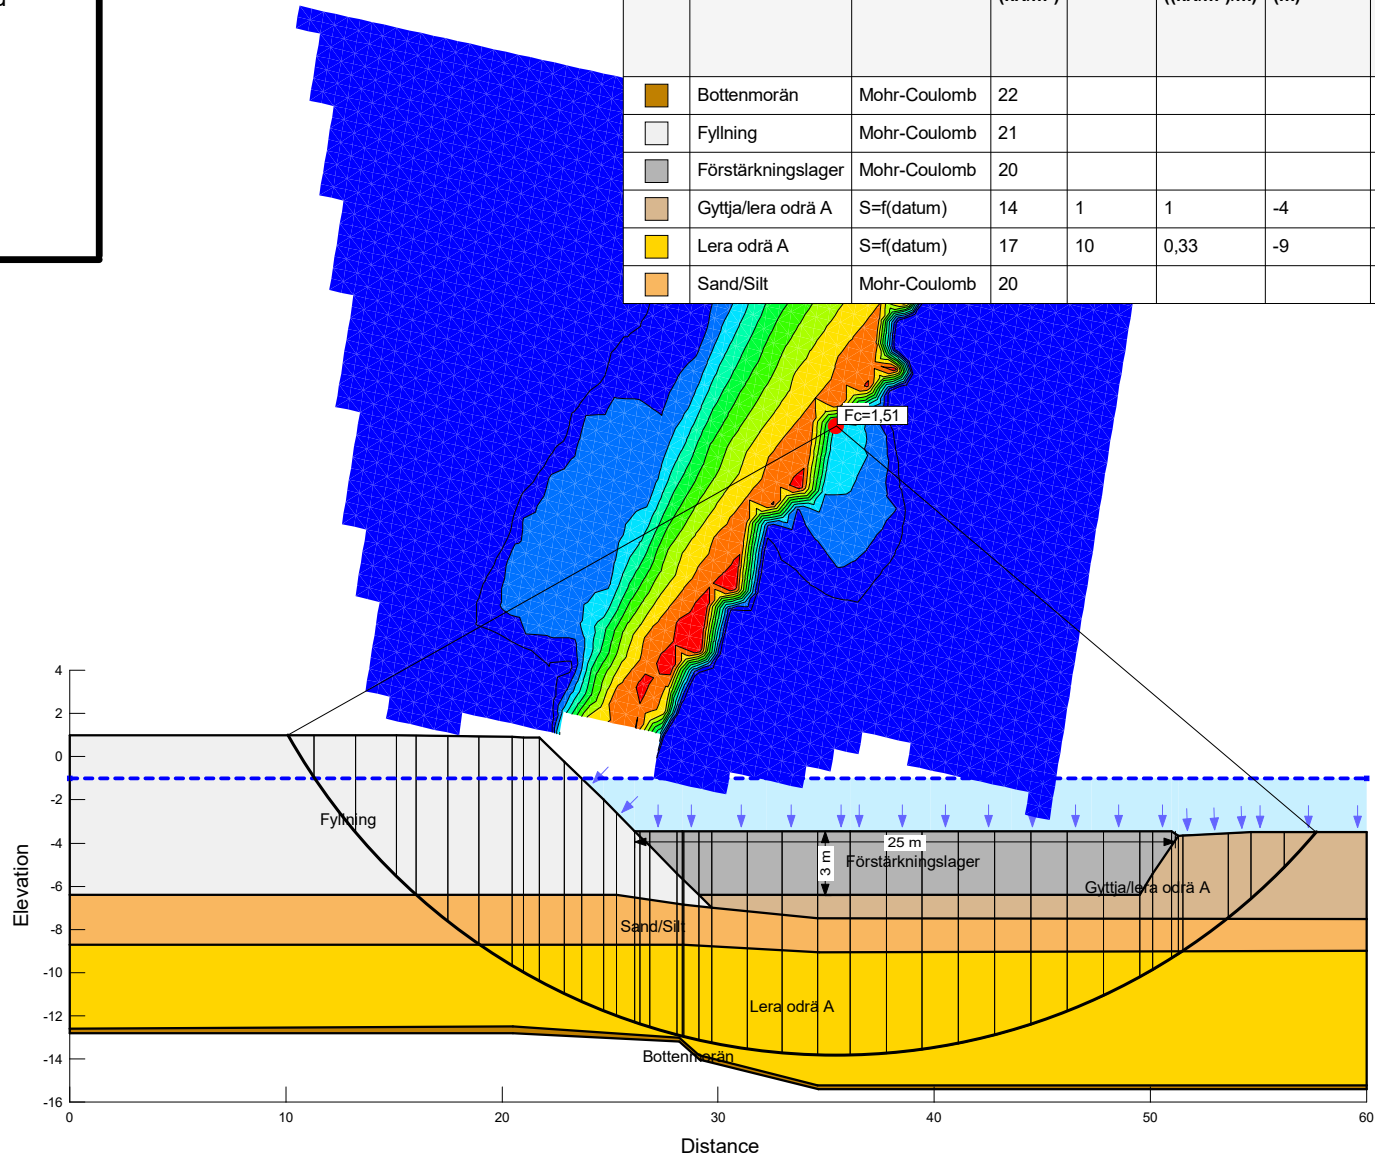 Bottenmorän Mohr-Coulomb 22
Fyllning Mohr-Coulomb 21
Förstärkningslager Mohr-Coulomb 20
Gyttja/lera odrä A S=f(datum) 14 1 1 -4
Lera odrä A S=f(datum) 17 10 0,33 -9
Sand/Silt Mohr-Coulomb 20
Fc=1,51
4
2
0
-2
-4
-6
-8
-10
-12
-14
-16
Elevation
Fyllning
25 m
3 m
Förstärkningslager
Gyttja/lera odrä A
Sand/Silt
Lera odrä A
Bottenmorän
0 10 20 30 40 50 60
Distance